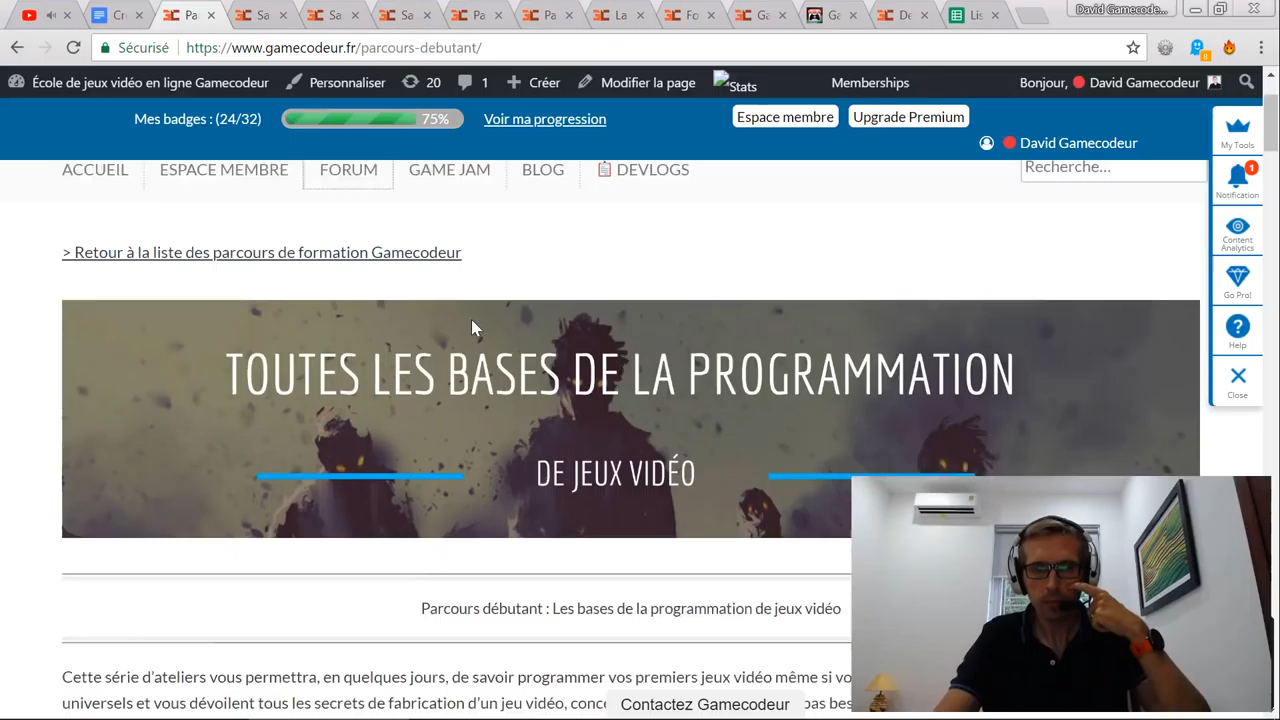 Cr
Pa
Sa
Sa
Sa
Pa
Pa
La
Fo
Ga
Ga
De
Lis
David Gamecode...
Sécurisé
https://www.gamecodeur.fr/parcours-debutant/
8
École de jeux vidéo en ligne Gamecodeur
Personnaliser
20
1
Créer
Modifier la page
Stats
Memberships
Bonjour, David Gamecodeur
Mes badges : (24/32)
75%
Voir ma progression
Espace membre
Upgrade Premium
David Gamecodeur
ACCUEIL
ESPACE MEMBRE
FORUM
GAME JAM
BLOG
DEVLOGS
Recherche...
My Tools
1
Notification
Content
Analytics
Go Pro!
Help
Close
> Retour à la liste des parcours de formation Gamecodeur
TOUTES LES BASES DE LA PROGRAMMATION
DE JEUX VIDÉO
Parcours débutant : Les bases de la programmation de jeux vidéo
Cette série d'ateliers vous permettra, en quelques jours, de savoir programmer vos premiers jeux vidéo même si vo
universels et vous dévoilent tous les secrets de fabrication d'un jeu vidéo, conc
pas bes
Contactez Gamecodeur